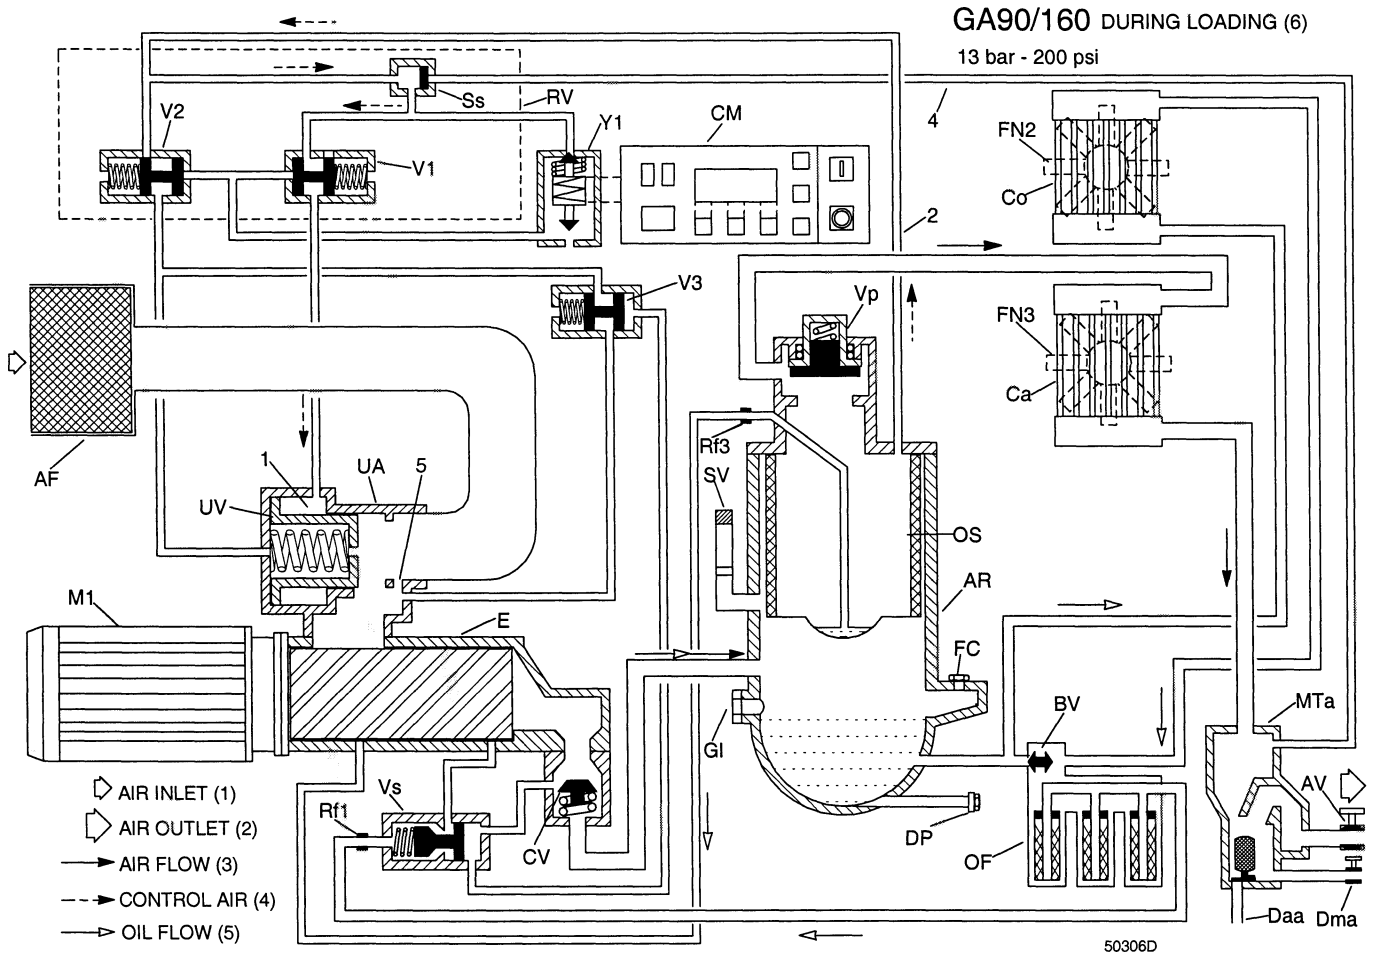 GA90/160 DURING LOADING (6)
13 bar - 200 psi
Ss
RV
V2
Y1
CM
4
FN2
V1
Co
2
V3
Vp
FN3
Ca
AF
Rf3
1
UA
5
SV
UV
OS
AR
M1
E
FC
BV
MTa
GI
AV
Vs
Rf1
AIR INLET (1)
AIR OUTLET (2)
AIR FLOW (3)
CONTROL AIR (4)
OIL FLOW (5)
CV
DP
OF
Daa
Dma
50306D